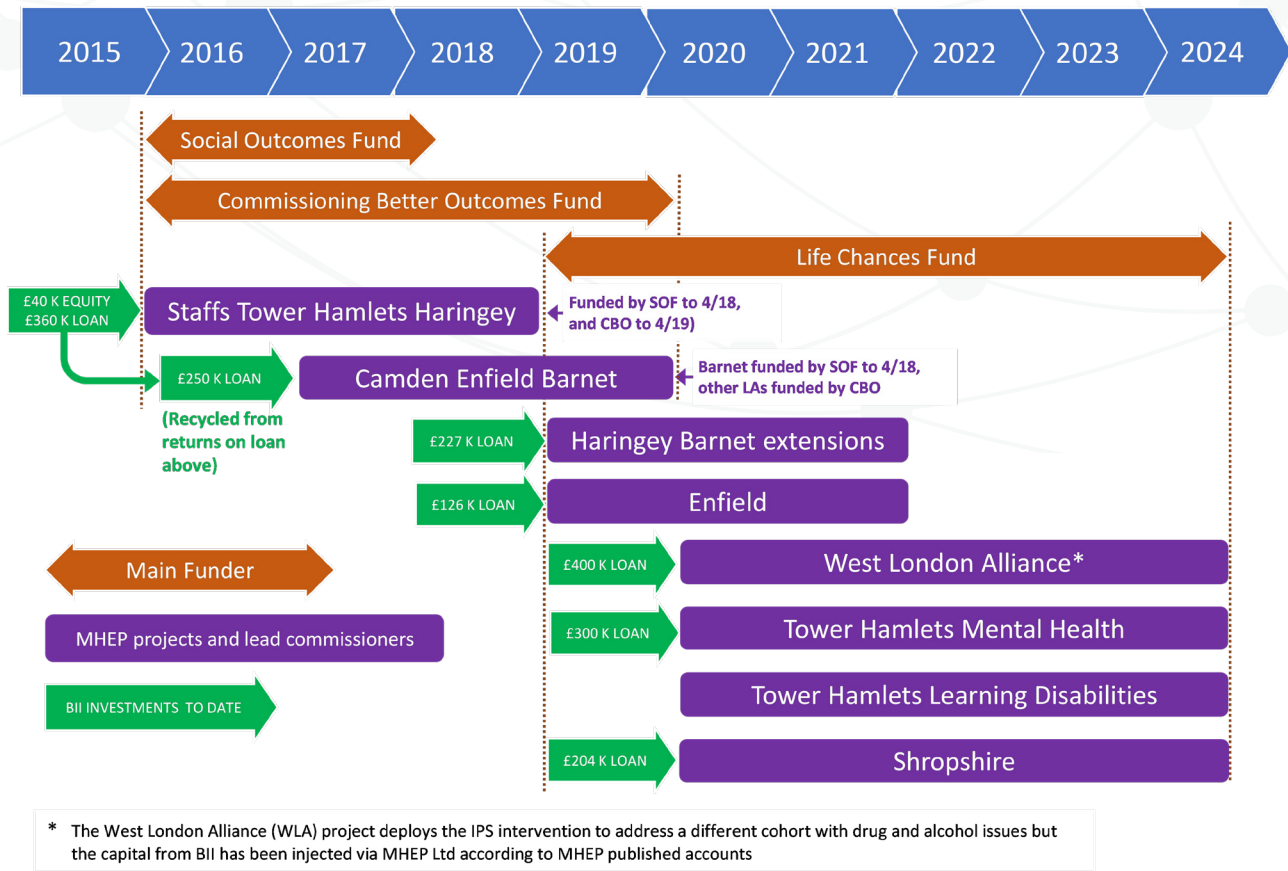 2015 2016 2017 2018 2019 2020 2021 2022 2023 2024
Social Outcomes Fund
Commissioning Better Outcomes Fund
Life Chances Fund
£40 K EQUITY
£360 K LOAN
Staffs Tower Hamlets Haringey
Funded by SOF to 4/18,
and CBO to 4/19)
£250 K LOAN
(Recycled from
returns on loan
above)
Camden Enfield Barnet
Barnet funded by SOF to 4/18,
other LAs funded by CBO
£227 K LOAN
Haringey Barnet extensions
£126 K LOAN
Enfield
£400 K LOAN
West London Alliance*
£300 K LOAN
Tower Hamlets Mental Health
Tower Hamlets Learning Disabilities
£204 K LOAN
Shropshire
Main Funder
MHEP projects and lead commissioners
BII INVESTMENTS TO DATE
* The West London Alliance (WLA) project deploys the IPS intervention to address a different cohort with drug and alcohol issues but
the capital from BII has been injected via MHEP Ltd according to MHEP published accounts